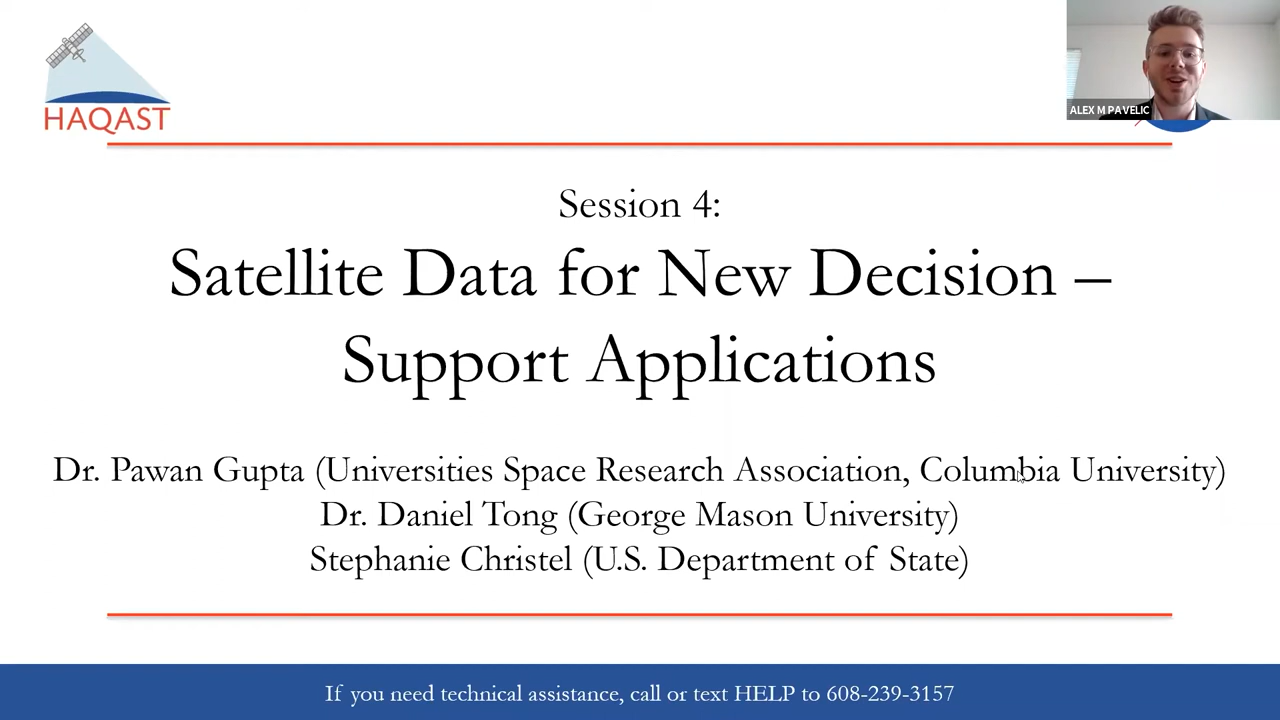 HAQAST
ALEX M PAVELIC
Session 4:
Satellite Data for New Decision –
Support Applications
Dr. Pawan Gupta (Universities Space Research Association, Columbia University)
Dr. Daniel Tong (George Mason University)
Stephanie Christel (U.S. Department of State)
If you need technical assistance, call or text HELP to 608-239-3157